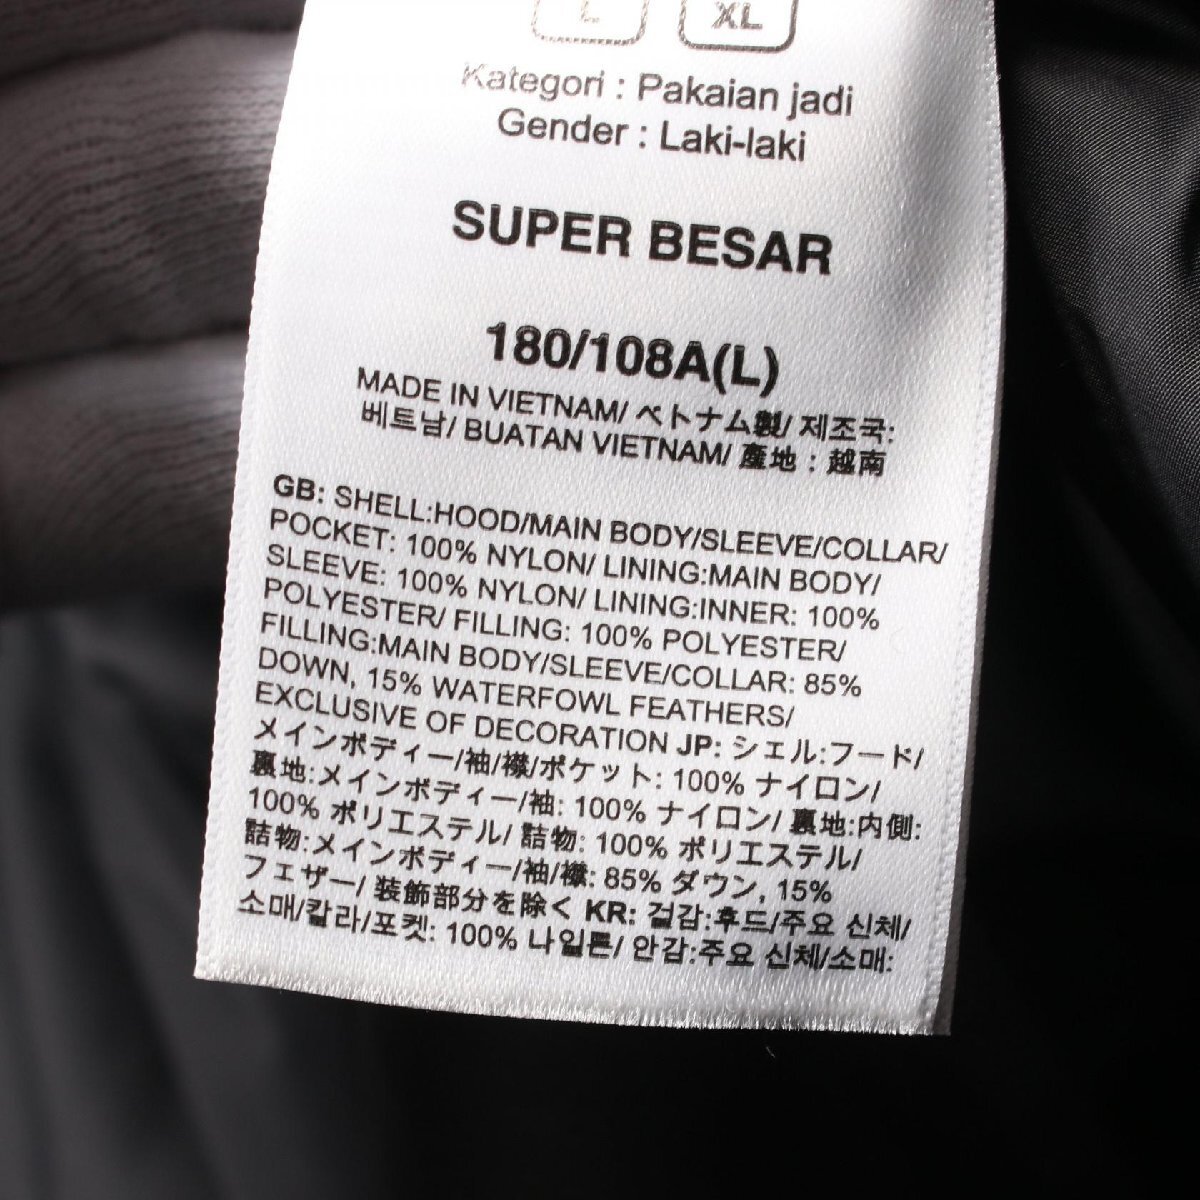 L XL
Kategori : Pakaian jadi
Gender : Laki-laki
SUPER BESAR
180/108A(L)
MADE IN VIETNAM/ ベトナム製/ 제조국:
베트남/ BUATAN VIETNAM/ 產地 : 越南
GB: SHELL:HOOD/MAIN BODY/SLEEVE/COLLAR/
POCKET: 100% NYLON/ LINING:MAIN BODY/
SLEEVE: 100% NYLON/ LINING:INNER: 100%
POLYESTER/ FILLING: 100% POLYESTER/
FILLING:MAIN BODY/SLEEVE/COLLAR: 85%
DOWN, 15% WATERFOWL FEATHERS/
EXCLUSIVE OF DECORATION JP: シェル:フード/
メインボディー/袖/襟/ポケット: 100% ナイロン/
裏地:メインボディー/袖: 100% ナイロン/ 裏地:内側:
100% ポリエステル/ 詰物: 100% ポリエステル/
詰物:メインボディー/袖/襟: 85% ダウン, 15%
フェザー/ 装飾部分を除く KR: 겉감:후드/주요 신체/
소매/칼라/포켓: 100% 나일론/ 안감:주요 신체/소매: